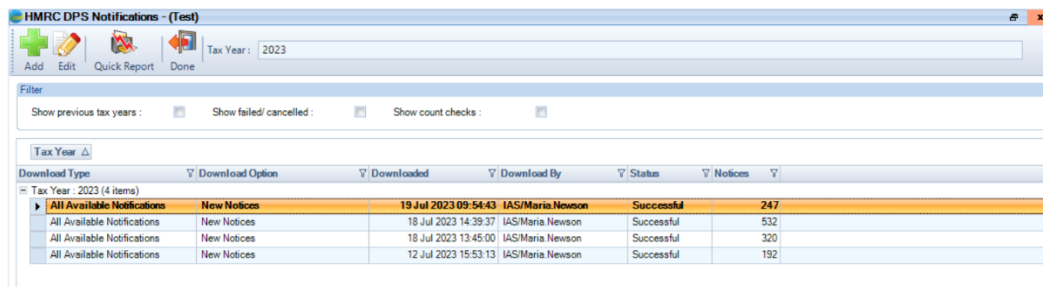 HMRC DPS Notifications - (Test)
Add Edit Quick Report Done Tax Year : 2023
Filter
Show previous tax years : Show failed/ cancelled : Show count checks :
Tax Year
Download Type Download Option Downloaded Download By Status Notices
Tax Year : 2023 (4 items)
All Available Notifications New Notices 19 Jul 2023 09:54:43 IAS/Maria.Newson Successful 247
All Available Notifications New Notices 18 Jul 2023 14:39:37 IAS/Maria.Newson Successful 532
All Available Notifications New Notices 18 Jul 2023 13:45:00 IAS/Maria.Newson Successful 320
All Available Notifications New Notices 12 Jul 2023 15:53:13 IAS/Maria.Newson Successful 192